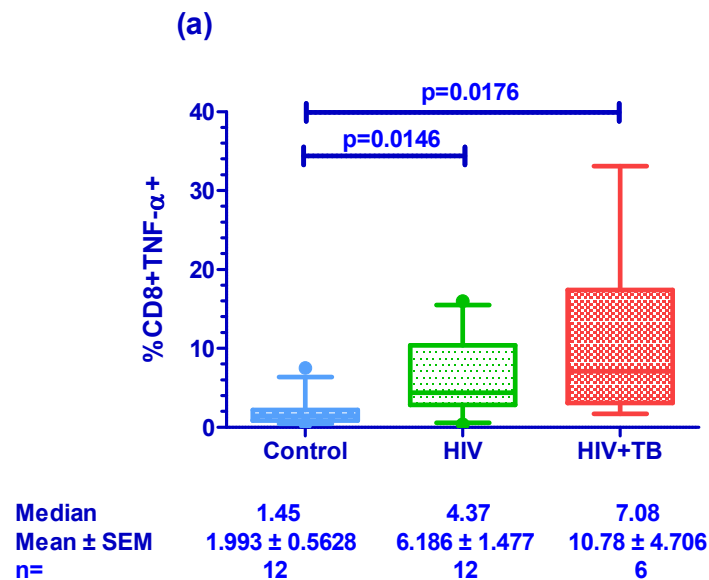 (a)
p=0.0176
p=0.0146
%CD8+TNF-α+
40
30
20
10
0
Control HIV HIV+TB
Median 1.45 4.37 7.08
Mean ± SEM 1.993 ± 0.5628 6.186 ± 1.477 10.78 ± 4.706
n= 12 12 6